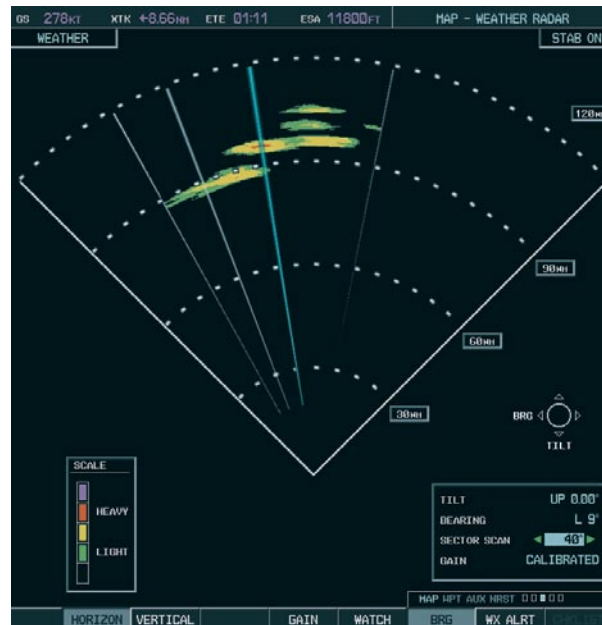 GS 278KT XTK +8.66NM ETE 01:11 ESA 11800FT MAP - WEATHER RADAR
WEATHER STAB ON
120NM
90NM
60NM
30NM
BRG
TILT
SCALE
HEAVY
LIGHT
TILT UP 0.00°
BEARING L 9°
SECTOR SCAN 40°
GAIN CALIBRATED
MAP WPT AUX NRST
HORIZON VERTICAL GAIN WATCH BRG WX ALRT